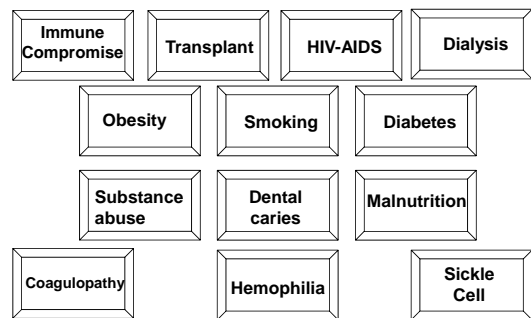 Immune
Compromise
Transplant
HIV-AIDS
Dialysis
Obesity
Smoking
Diabetes
Substance
abuse
Dental
caries
Malnutrition
Coagulopathy
Hemophilia
Sickle
Cell